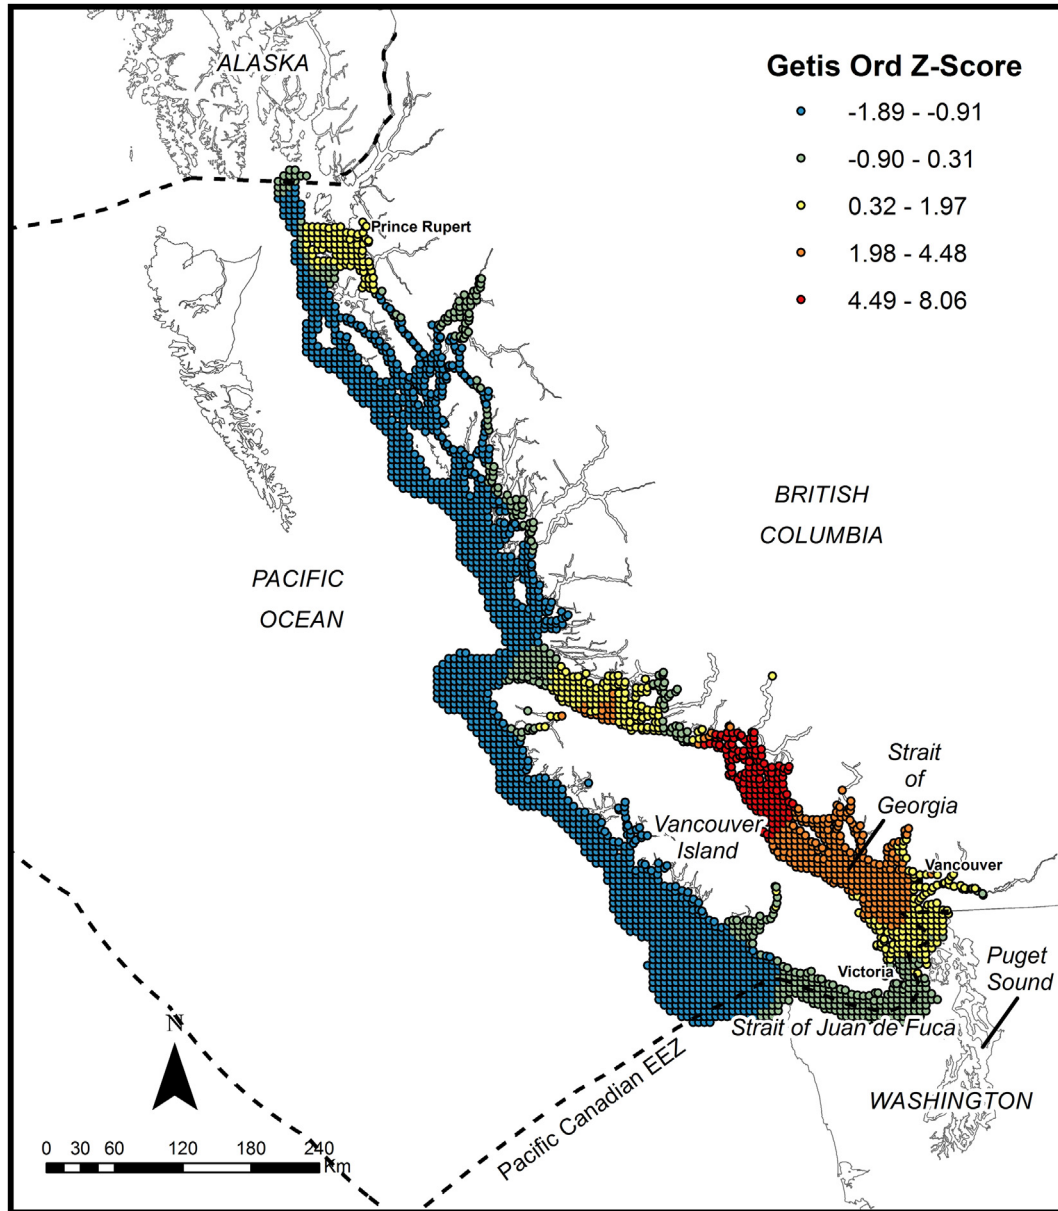 ALASKA
Getis Ord Z-Score
-1.89 - -0.91
-0.90 - 0.31
0.32 - 1.97
1.98 - 4.48
4.49 - 8.06
Prince Rupert
BRITISH
COLUMBIA
PACIFIC
OCEAN
Strait
of
Georgia
Vancouver
Island
Vancouver
Victoria
Puget
Sound
Strait of Juan de Fuca
Pacific Canadian EEZ
WASHINGTON
N
0 30 60 120 180 240
Km